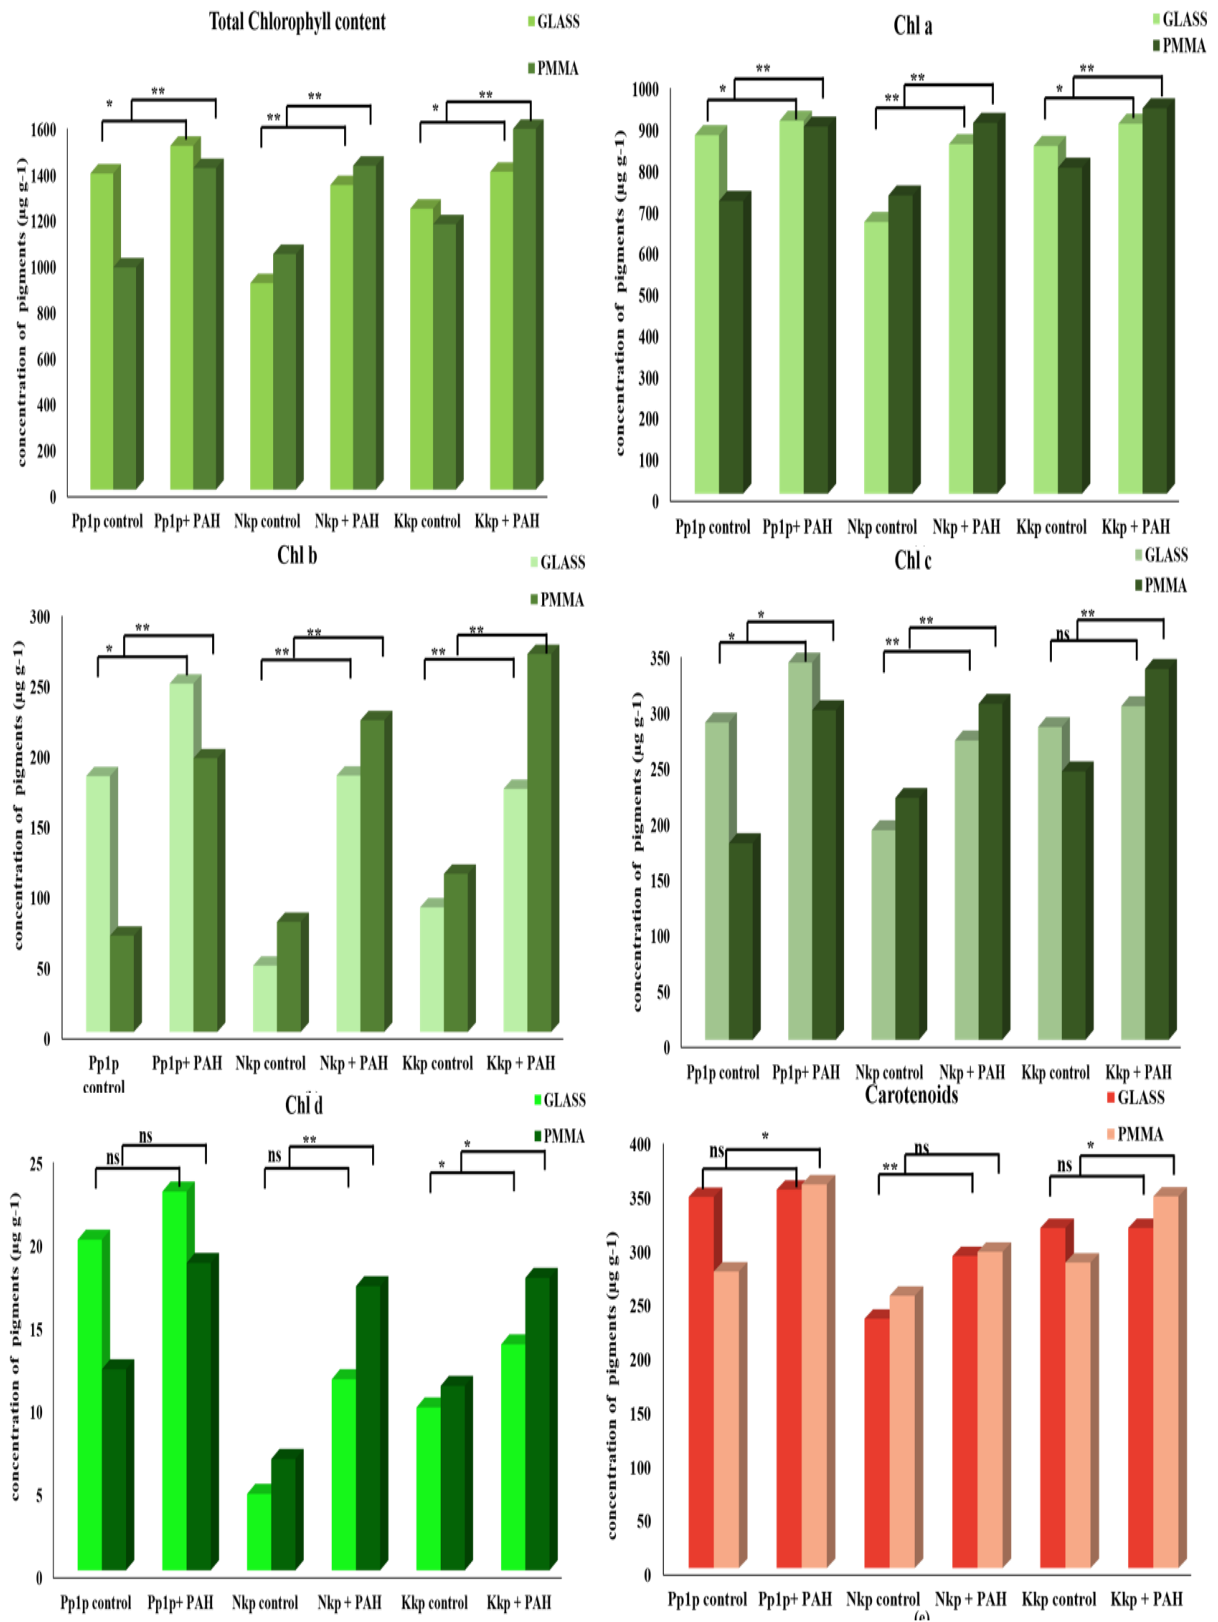 Total Chlorophyll content
GLASS
PMMA
concentration of pigments (µg g-1)
1600
1400
1200
1000
800
600
400
200
0
* ** ** ** * **
Pp1p control Pp1p+ PAH Nkp control Nkp + PAH Kkp control Kkp + PAH
Chl a
GLASS
PMMA
concentration of pigments (µg g-1)
1000
900
800
700
600
500
400
300
200
100
0
* ** ** ** * **
Pp1p control Pp1p+ PAH Nkp control Nkp + PAH Kkp control Kkp + PAH
Chl b
GLASS
PMMA
concentration of pigments (µg g-1)
300
250
200
150
100
50
0
* ** ** ** ** **
Pp1p control Pp1p+ PAH Nkp control Nkp + PAH Kkp control Kkp + PAH
Chl c
GLASS
PMMA
concentration of pigments (µg g-1)
350
300
250
200
150
100
50
0
* * ** ** ns **
Pp1p control Pp1p+ PAH Nkp control Nkp + PAH Kkp control Kkp + PAH
Chl d
GLASS
PMMA
concentration of pigments (µg g-1)
25
20
15
10
5
0
ns ns ns ** * *
Pp1p control Pp1p+ PAH Nkp control Nkp + PAH Kkp control Kkp + PAH
Carotenoids
GLASS
PMMA
concentration of pigments (µg g-1)
400
350
300
250
200
150
100
50
0
ns * ** ns ns *
Pp1p control Pp1p+ PAH Nkp control Nkp + PAH Kkp control Kkp + PAH
(e)